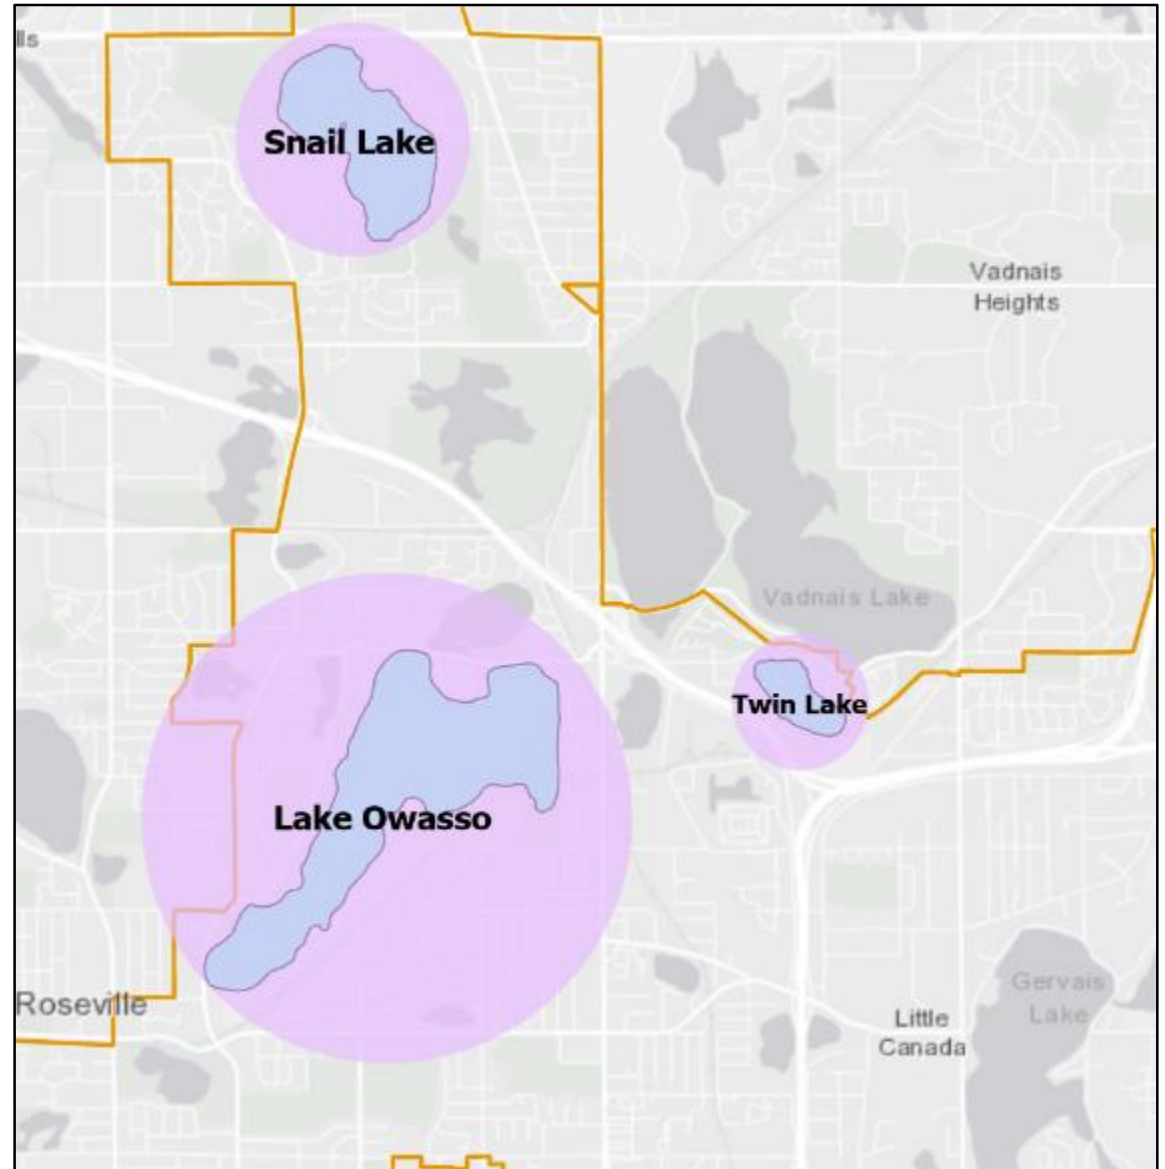 lls
Snail Lake
Vadnais
Heights
Vadnais Lake
Twin Lake
Lake Owasso
Roseville
Gervais
Lake
Little
Canada